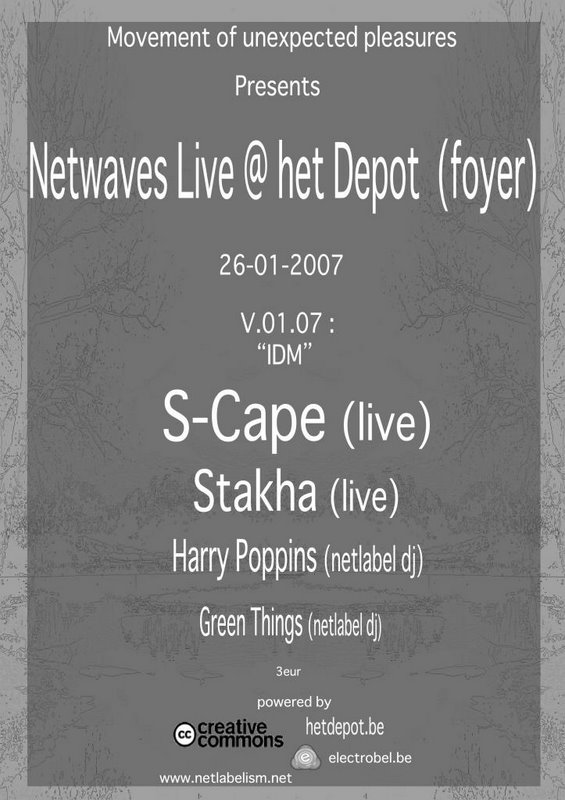 Movement of unexpected pleasures
Presents
Netwaves Live @ het Depot (foyer)
26-01-2007
V.01.07 :
“IDM”
S-Cape (live)
Stakha (live)
Harry Poppins (netlabel dj)
Green Things (netlabel dj)
3eur
powered by
cc creative commons
hetdepot.be
e electrobel.be
www.netlabelism.net